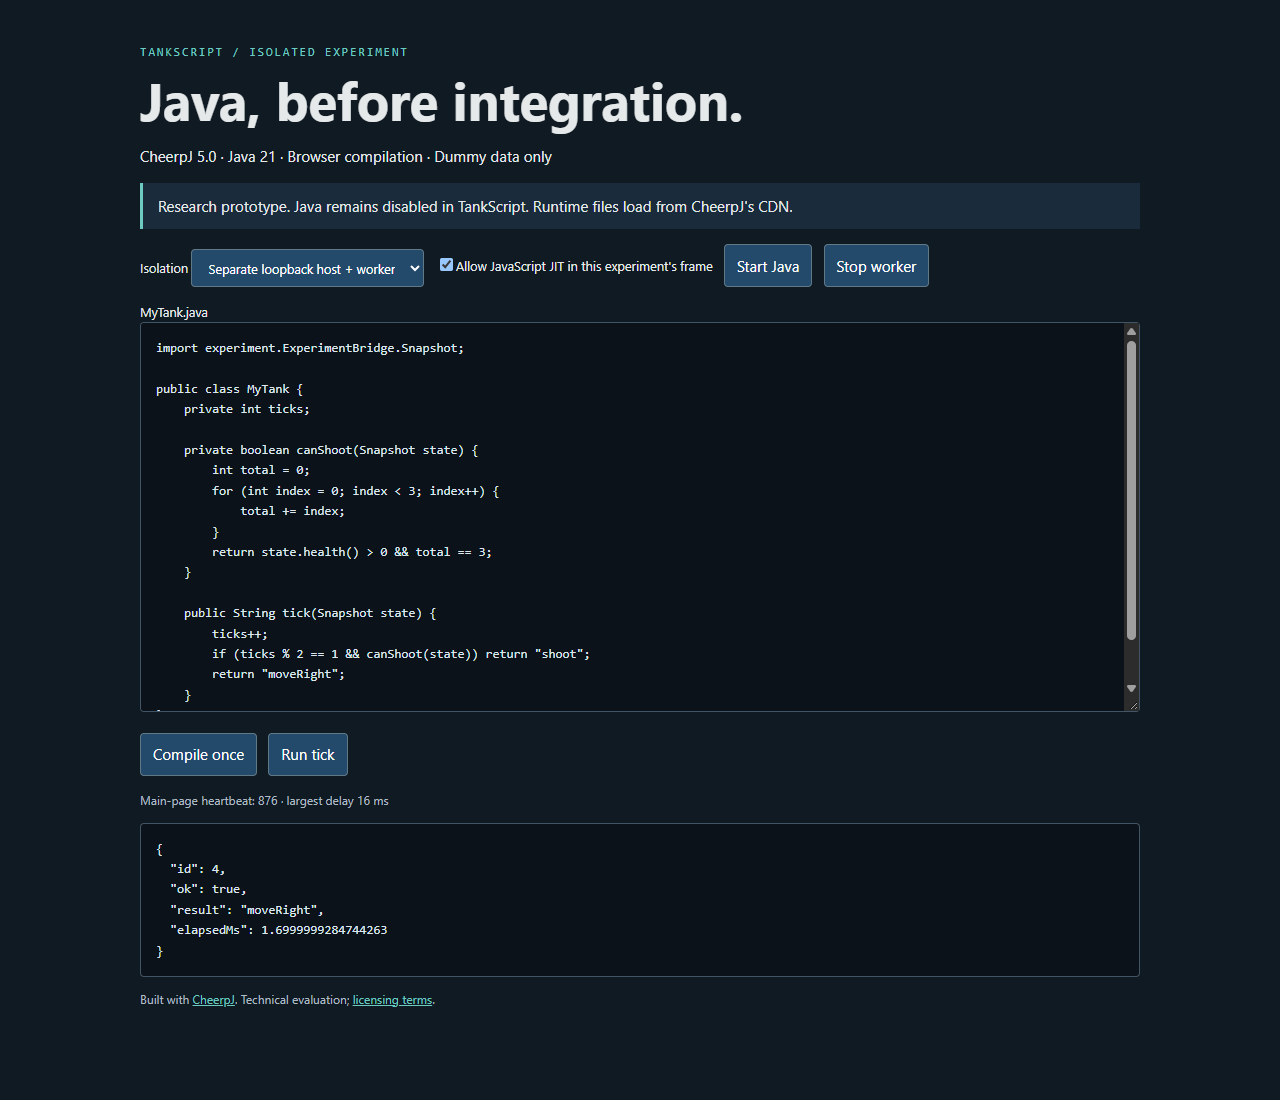 TANKSCRIPT / ISOLATED EXPERIMENT
Java, before integration.
CheerpJ 5.0 · Java 21 · Browser compilation · Dummy data only
Research prototype. Java remains disabled in TankScript. Runtime files load from CheerpJ's CDN.
Isolation Separate loopback host + worker Allow JavaScript JIT in this experiment's frame Start Java Stop worker
MyTank.java
import experiment.ExperimentBridge.Snapshot;
public class MyTank {
    private int ticks;
    private boolean canShoot(Snapshot state) {
        int total = 0;
        for (int index = 0; index < 3; index++) {
            total += index;
        }
        return state.health() > 0 && total == 3;
    }
    public String tick(Snapshot state) {
        ticks++;
        if (ticks % 2 == 1 && canShoot(state)) return "shoot";
        return "moveRight";
    }
Compile once Run tick
Main-page heartbeat: 876 · largest delay 16 ms
{
  "id": 4,
  "ok": true,
  "result": "moveRight",
  "elapsedMs": 1.6999999284744263
}
Built with CheerpJ. Technical evaluation; licensing terms.